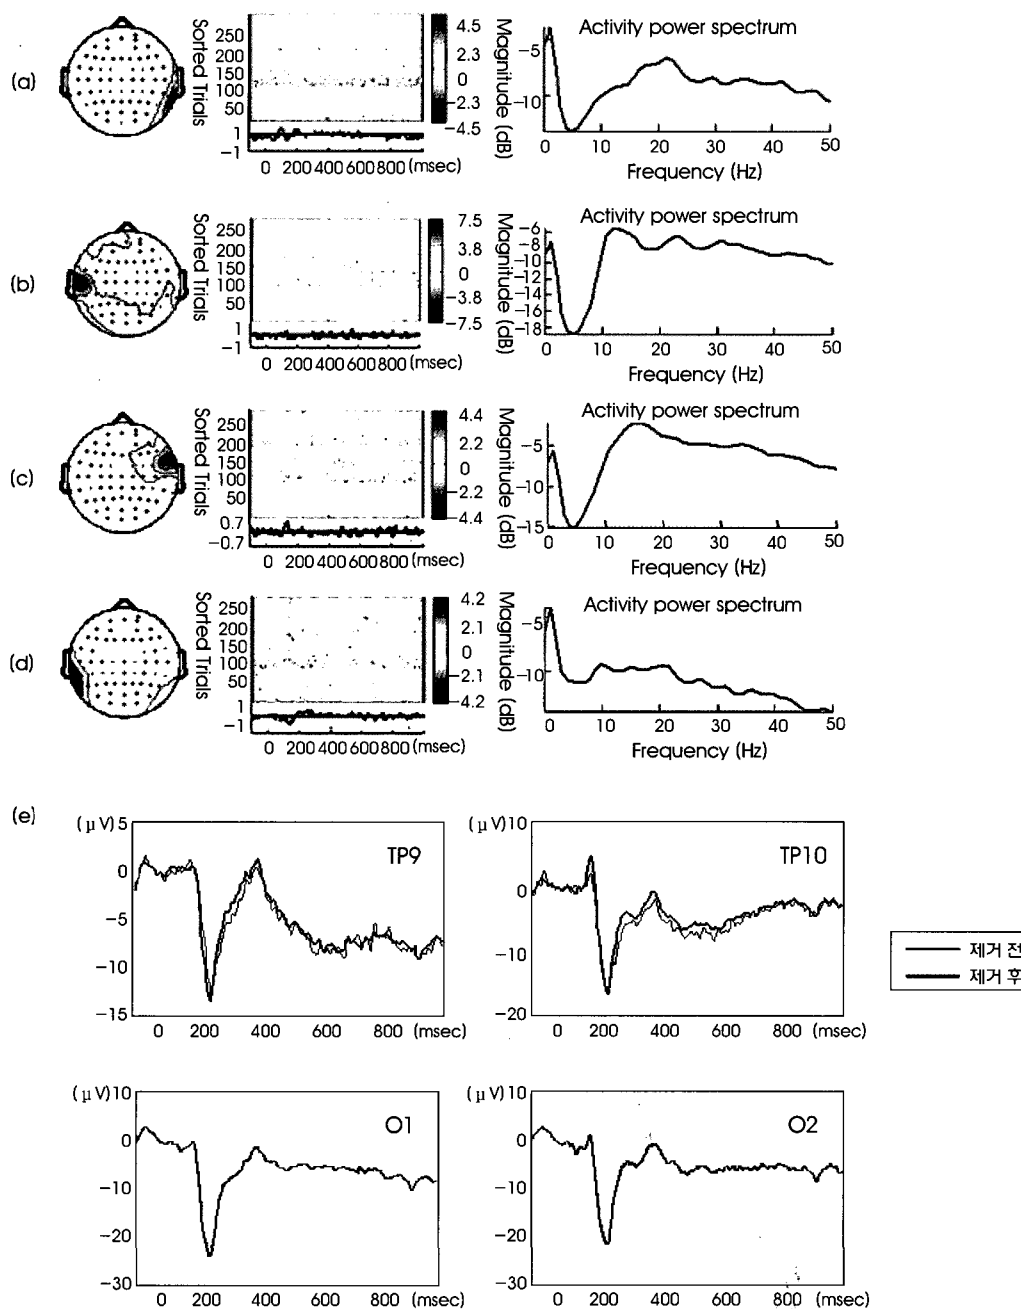 (a)
Sorted Trials
250
200
150
100
50
1
−1
0 200 400 600 800 (msec)
4.5
2.3
0
−2.3
−4.5
Activity power spectrum
Magnitude (dB)
−5
−10
0 10 20 30 40 50
Frequency (Hz)
(b)
Sorted Trials
250
200
150
100
50
1
−1
0 200 400 600 800 (msec)
7.5
3.8
0
−3.8
−7.5
Activity power spectrum
Magnitude (dB)
−6
−8
−10
−12
−14
−16
−18
0 10 20 30 40 50
Frequency (Hz)
(c)
Sorted Trials
250
200
150
100
50
0.7
−0.7
0 200 400 600 800 (msec)
4.4
2.2
0
−2.2
−4.4
Activity power spectrum
Magnitude (dB)
−5
−10
−15
0 10 20 30 40 50
Frequency (Hz)
(d)
Sorted Trials
250
200
150
100
50
1
−1
0 200 400 600 800 (msec)
4.2
2.1
0
−2.1
−4.2
Activity power spectrum
Magnitude (dB)
−5
−10
0 10 20 30 40 50
Frequency (Hz)
(e)
(μV) 5
0
−5
−10
−15
TP9
0 200 400 600 800 (msec)
(μV) 10
0
−10
−20
TP10
0 200 400 600 800 (msec)
제거 전
제거 후
(μV) 10
0
−10
−20
−30
O1
0 200 400 600 800 (msec)
(μV) 10
0
−10
−20
−30
O2
0 200 400 600 800 (msec)